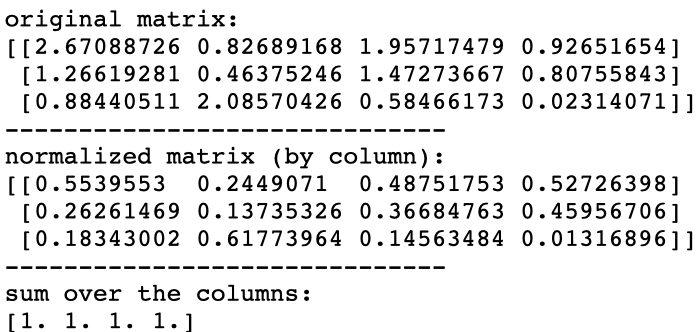 original matrix:
[[2.67088726 0.82689168 1.95717479 0.92651654]
 [1.26619281 0.46375246 1.47273667 0.80755843]
 [0.88440511 2.08570426 0.58466173 0.02314071]]
------------------------------
normalized matrix (by column):
[[0.5539553  0.2449071  0.48751753 0.52726398]
 [0.26261469 0.13735326 0.36684763 0.45956706]
 [0.18343002 0.61773964 0.14563484 0.01316896]]
------------------------------
sum over the columns:
[1. 1. 1. 1.]